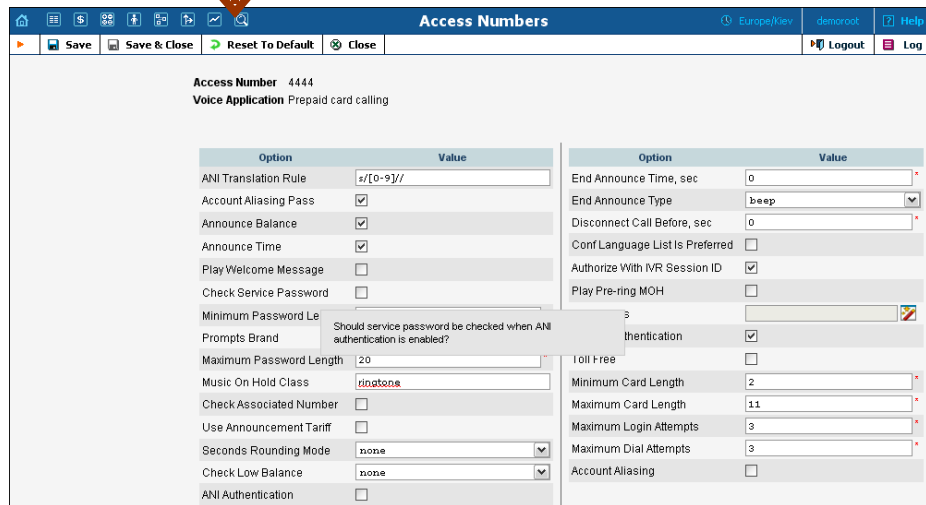 Access Numbers
Europe/Kiev
demoroot
? Help
Save
Save & Close
Reset To Default
Close
Logout
Log
Access Number 4444
Voice Application Prepaid card calling
Option Value
ANI Translation Rule s/[0-9]//
Account Aliasing Pass
Announce Balance
Announce Time
Play Welcome Message
Check Service Password
Minimum Password Le
Should service password be checked when ANI
authentication is enabled?
Prompts Brand
Maximum Password Length 20 *
Music On Hold Class ringtone
Check Associated Number
Use Announcement Tariff
Seconds Rounding Mode none
Check Low Balance none
ANI Authentication
Option Value
End Announce Time, sec 0 *
End Announce Type beep
Disconnect Call Before, sec 0 *
Conf Language List Is Preferred
Authorize With IVR Session ID
Play Pre-ring MOH
thentication
Toll Free
Minimum Card Length 2 *
Maximum Card Length 11 *
Maximum Login Attempts 3 *
Maximum Dial Attempts 3 *
Account Aliasing